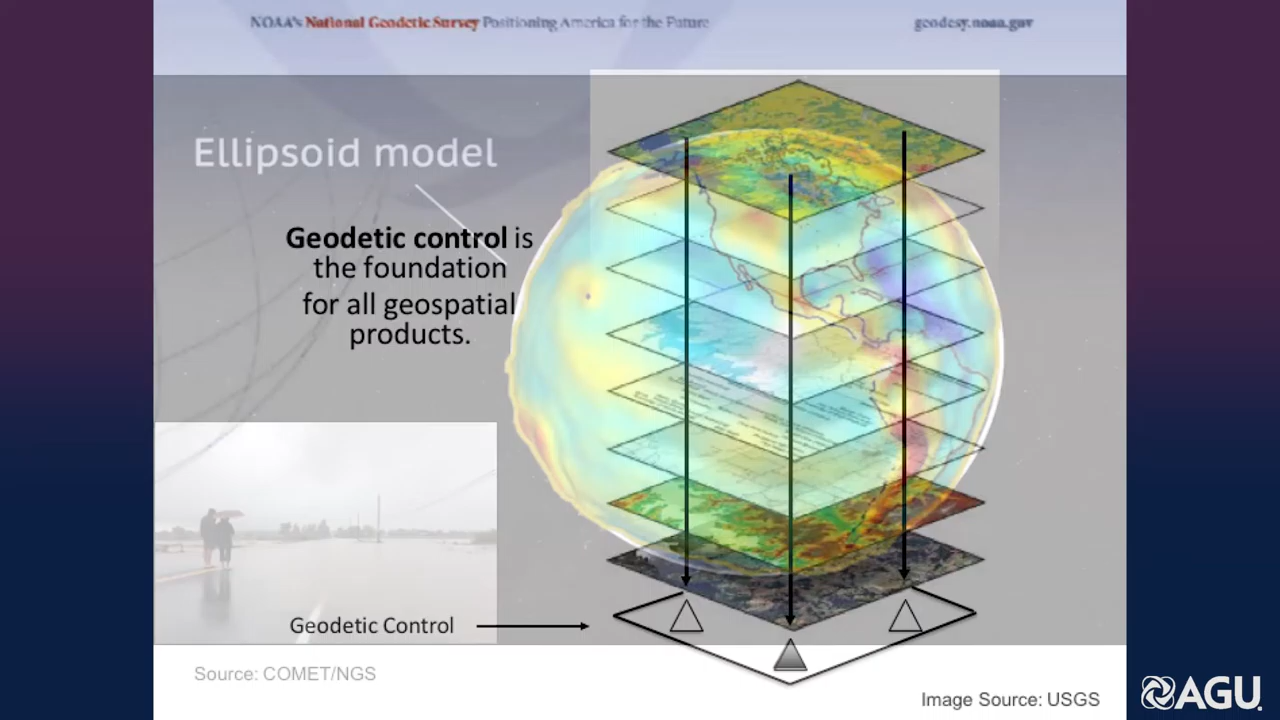 NOAA's National Geodetic Survey Positioning America for the Future
geodesy.noaa.gov
Ellipsoid model
Geodetic control is
the foundation
for all geospatial
products.
Geodetic Control
Source: COMET/NGS
Image Source: USGS
AGU